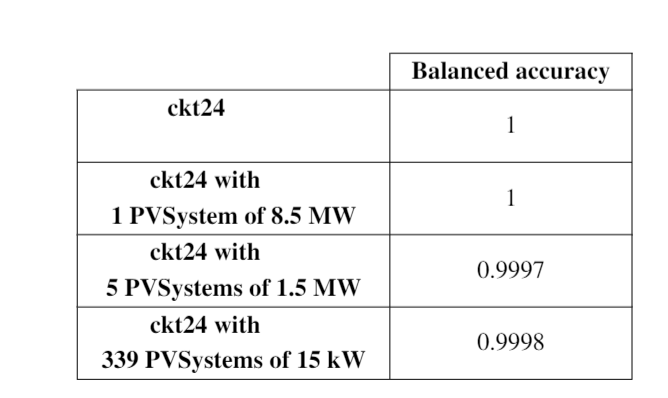 Balanced accuracy
ckt24
1
ckt24 with
1 PVSystem of 8.5 MW
1
ckt24 with
5 PVSystems of 1.5 MW
0.9997
ckt24 with
339 PVSystems of 15 kW
0.9998